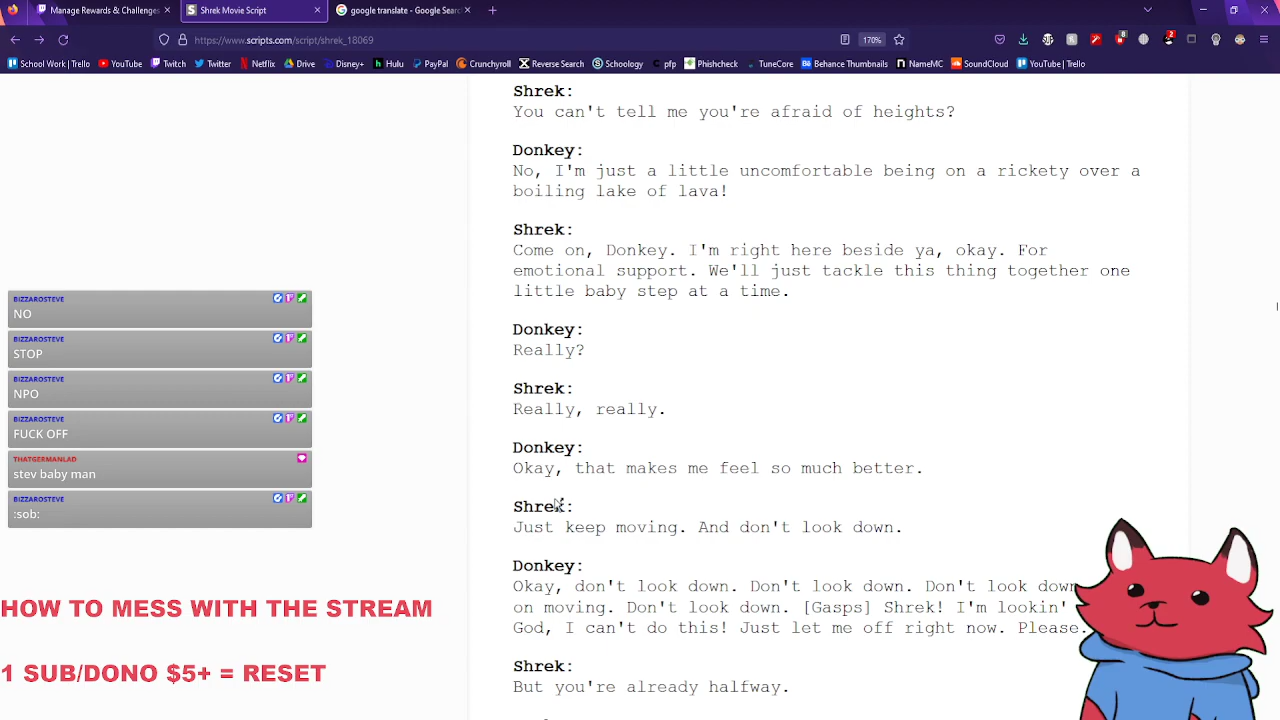 Manage Rewards & Challenges
Shrek Movie Script
google translate - Google Searc
https://www.scripts.com/script/shrek_18069
170%
School Work | Trello
YouTube
Twitch
Twitter
Netflix
Drive
Disney+
Hulu
PayPal
Crunchyroll
Reverse Search
Schoology
pfp
Phishcheck
TuneCore
Behance Thumbnails
NameMC
SoundCloud
YouTube | Trello
Shrek:
You can't tell me you're afraid of heights?
Donkey:
No, I'm just a little uncomfortable being on a rickety over a
boiling lake of lava!
Shrek:
Come on, Donkey. I'm right here beside ya, okay. For
emotional support. We'll just tackle this thing together one
little baby step at a time.
Donkey:
Really?
Shrek:
Really, really.
Donkey:
Okay, that makes me feel so much better.
Shrek:
Just keep moving. And don't look down.
Donkey:
Okay, don't look down. Don't look down. Don't look down
on moving. Don't look down. [Gasps] Shrek! I'm lookin'
God, I can't do this! Just let me off right now. Please.
Shrek:
But you're already halfway.
BIZZAROSTEVE
NO
BIZZAROSTEVE
STOP
BIZZAROSTEVE
NPO
BIZZAROSTEVE
FUCK OFF
THATGERMANLAD
stev baby man
BIZZAROSTEVE
:sob:
HOW TO MESS WITH THE STREAM
1 SUB/DONO $5+ = RESET